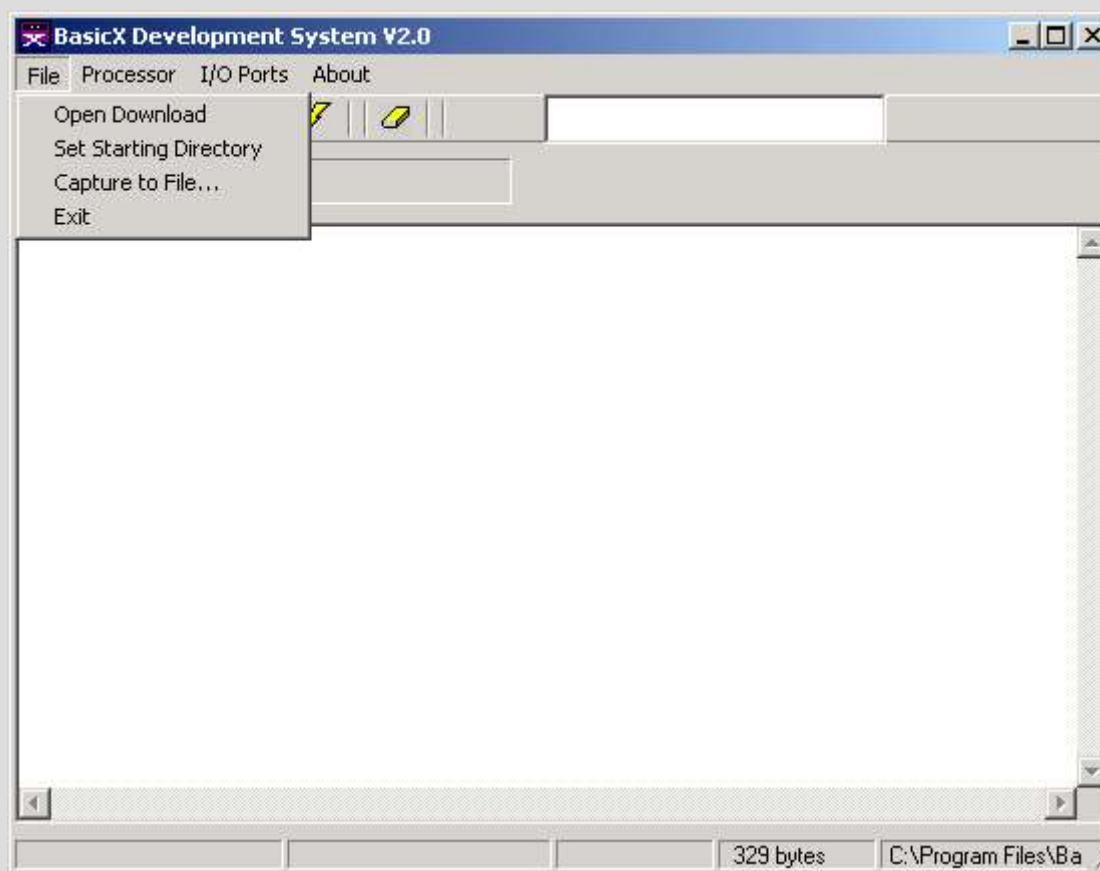 BasicX Development System V2.0
File Processor I/O Ports About
Open Download
Set Starting Directory
Capture to File...
Exit
329 bytes C:\Program Files\Ba